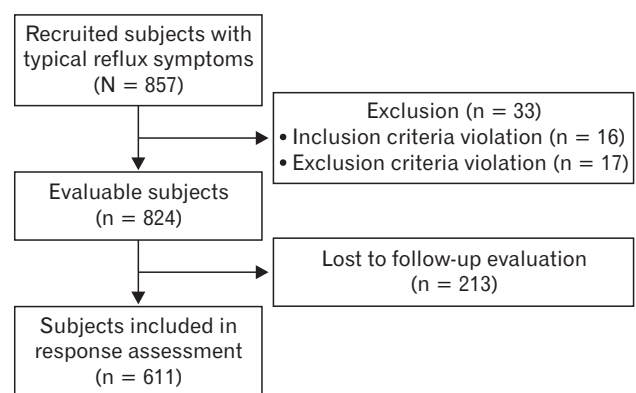 Recruited subjects with
typical reflux symptoms
(N = 857)
Exclusion (n = 33)
• Inclusion criteria violation (n = 16)
• Exclusion criteria violation (n = 17)
Evaluable subjects
(n = 824)
Lost to follow-up evaluation
(n = 213)
Subjects included in
response assessment
(n = 611)